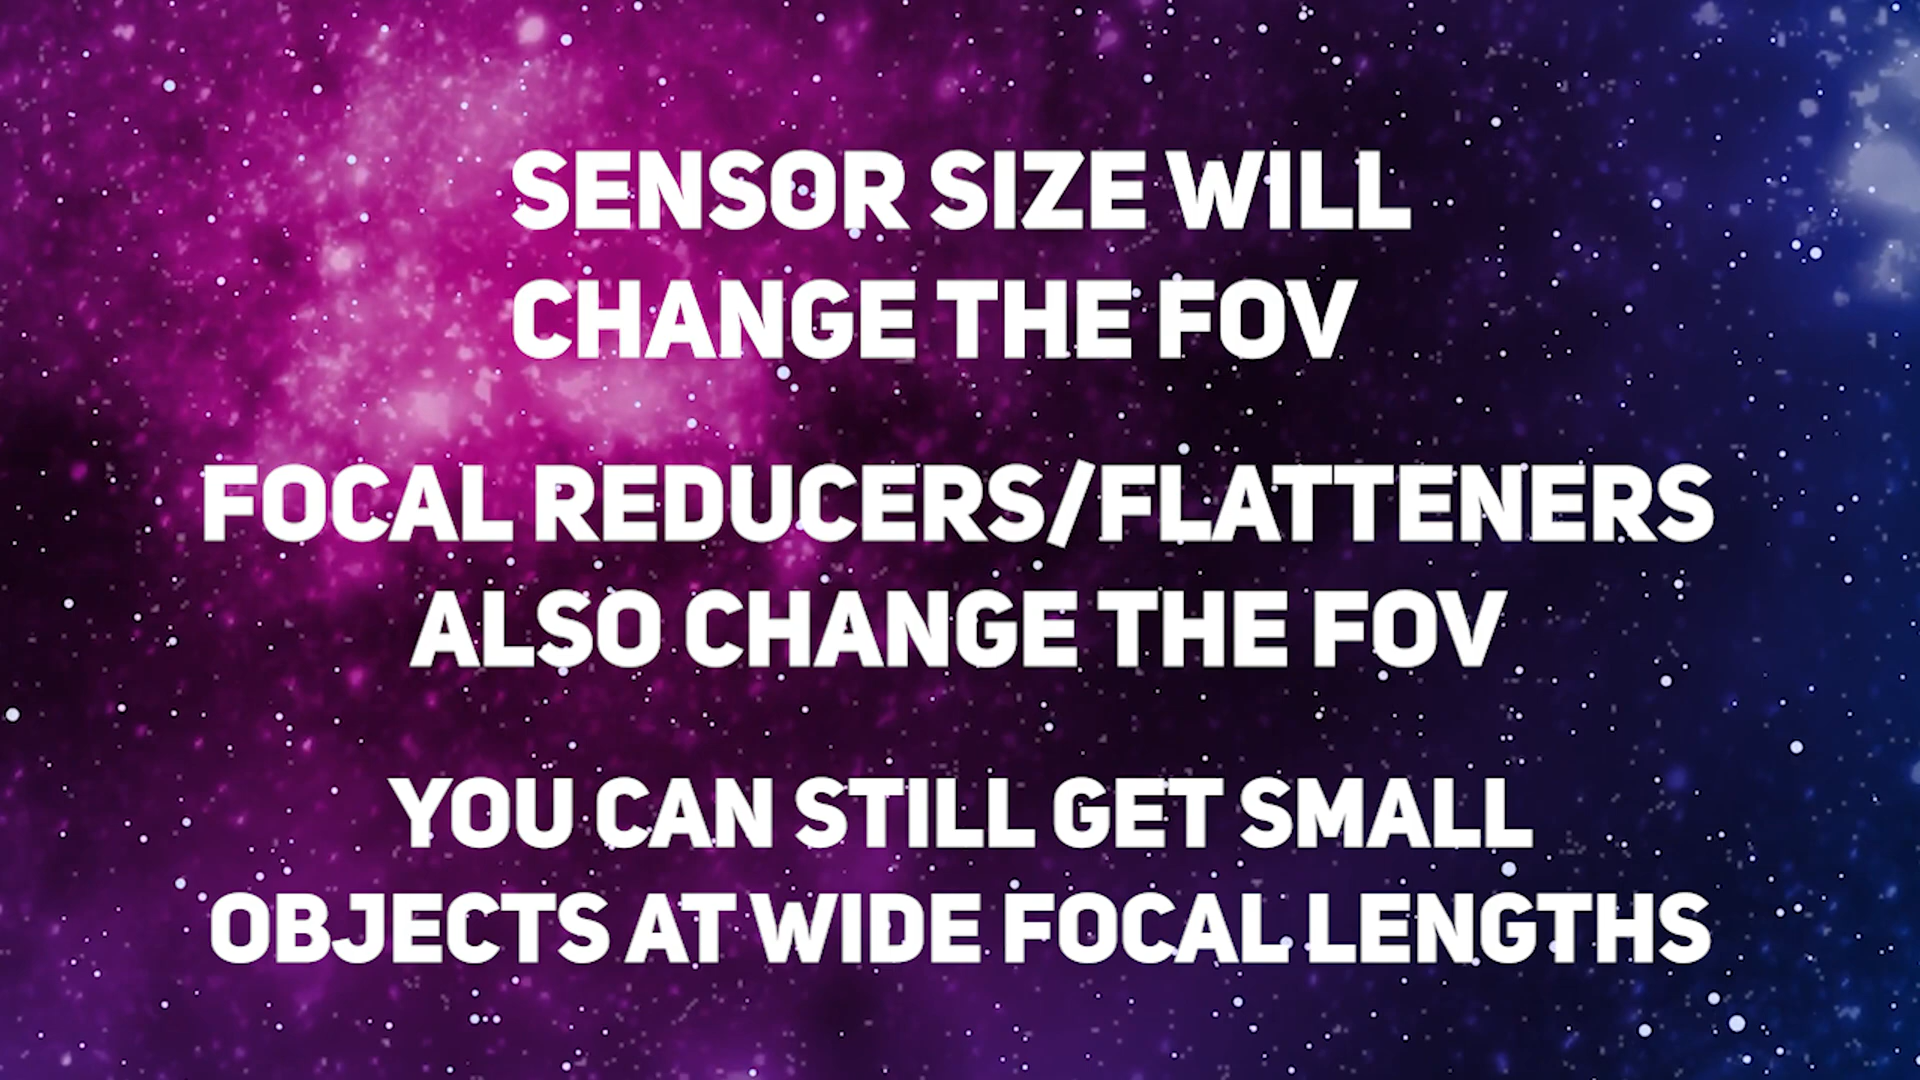 SENSOR SIZE WILL
CHANGE THE FOV
FOCAL REDUCERS/FLATTENERS
ALSO CHANGE THE FOV
YOU CAN STILL GET SMALL
OBJECTS AT WIDE FOCAL LENGTHS